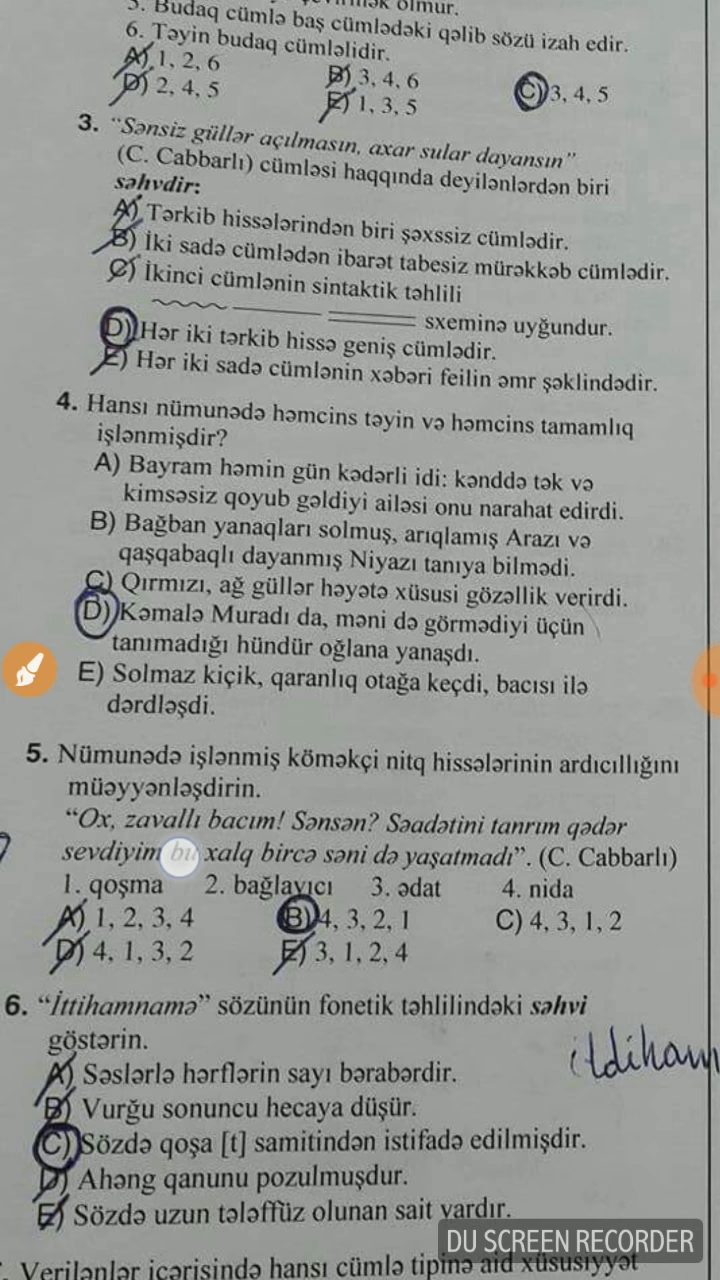 olmur.
5. Budaq cümlə baş cümlədəki qəlib sözü izah edir.
6. Təyin budaq cümləlidir.
A) 1, 2, 6
B) 3, 4, 6
C) 3, 4, 5
D) 2, 4, 5
E) 1, 3, 5
3. “Sənsiz güllər açılmasın, axar sular dayansın”
(C. Cabbarlı) cümləsi haqqında deyilənlərdən biri
səhvdir:
A) Tərkib hissələrindən biri şəxssiz cümlədir.
B) İki sadə cümlədən ibarət tabesiz mürəkkəb cümlədir.
C) İkinci cümlənin sintaktik təhlili
sxeminə uyğundur.
D) Hər iki tərkib hissə geniş cümlədir.
E) Hər iki sadə cümlənin xəbəri feilin əmr şəklindədir.
4. Hansı nümunədə həmcins təyin və həmcins tamamlıq
işlənmişdir?
A) Bayram həmin gün kədərli idi: kənddə tək və
kimsəsiz qoyub gəldiyi ailəsi onu narahat edirdi.
B) Bağban yanaqları solmuş, arıqlamış Arazı və
qaşqabaqlı dayanmış Niyazı tanıya bilmədi.
C) Qırmızı, ağ güllər həyətə xüsusi gözəllik verirdi.
D) Kəmalə Muradı da, məni də görmədiyi üçün
tanımadığı hündür oğlana yanaşdı.
E) Solmaz kiçik, qaranlıq otağa keçdi, bacısı ilə
dərdləşdi.
5. Nümunədə işlənmiş köməkçi nitq hissələrinin ardıcıllığını
müəyyənləşdirin.
“Ox, zavallı bacım! Sənsən? Səadətini tanrım qədər
sevdiyim bu xalq bircə səni də yaşatmadı”. (C. Cabbarlı)
1. qoşma 2. bağlayıcı 3. ədat 4. nida
A) 1, 2, 3, 4 B) 4, 3, 2, 1 C) 4, 3, 1, 2
D) 4, 1, 3, 2 E) 3, 1, 2, 4
6. “İttihamnamə” sözünün fonetik təhlilindəki səhvi
göstərin.
itdiham
A) Səslərlə hərflərin sayı bərabərdir.
B) Vurğu sonuncu hecaya düşür.
C) Sözdə qoşa [t] samitindən istifadə edilmişdir.
D) Ahəng qanunu pozulmuşdur.
E) Sözdə uzun tələffüz olunan sait vardır.
DU SCREEN RECORDER
Verilənlər içərisində hansı cümlə tipinə aid xüsusiyyət